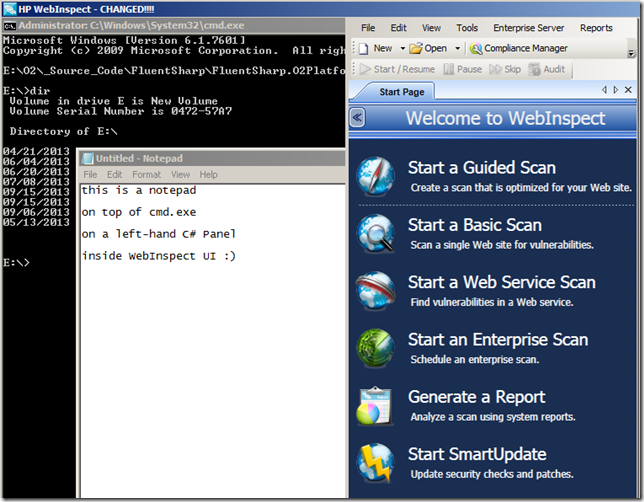 HP WebInspect - CHANGED!!!!
Administrator: C:\Windows\System32\cmd.exe
Microsoft Windows [Version 6.1.7601]
Copyright (c) 2009 Microsoft Corporation. All righ
E:\O2\_Source_Code\FluentSharp\FluentSharp.O2Platfo
E:\>dir
Volume in drive E is New Volume
Volume Serial Number is 0472-57A7
Directory of E:\
04/21/2013
06/04/2013
06/20/2013
07/08/2013
09/15/2013
09/15/2013
09/06/2013
05/13/2013
E:\>
Untitled - Notepad
File Edit Format View Help
this is a notepad
on top of cmd.exe
on a left-hand C# Panel
inside WebInspect UI :)
File Edit View Tools Enterprise Server Reports
New Open Compliance Manager
Start / Resume Pause Skip Audit
Start Page
Welcome to WebInspect
Start a Guided Scan
Create a scan that is optimized for your Web site.
Start a Basic Scan
Scan a single Web site for vulnerabilities.
Start a Web Service Scan
Find vulnerabilities in a Web service.
Start an Enterprise Scan
Schedule an enterprise scan.
Generate a Report
Analyze a scan using system reports.
Start SmartUpdate
Update security checks and patches.